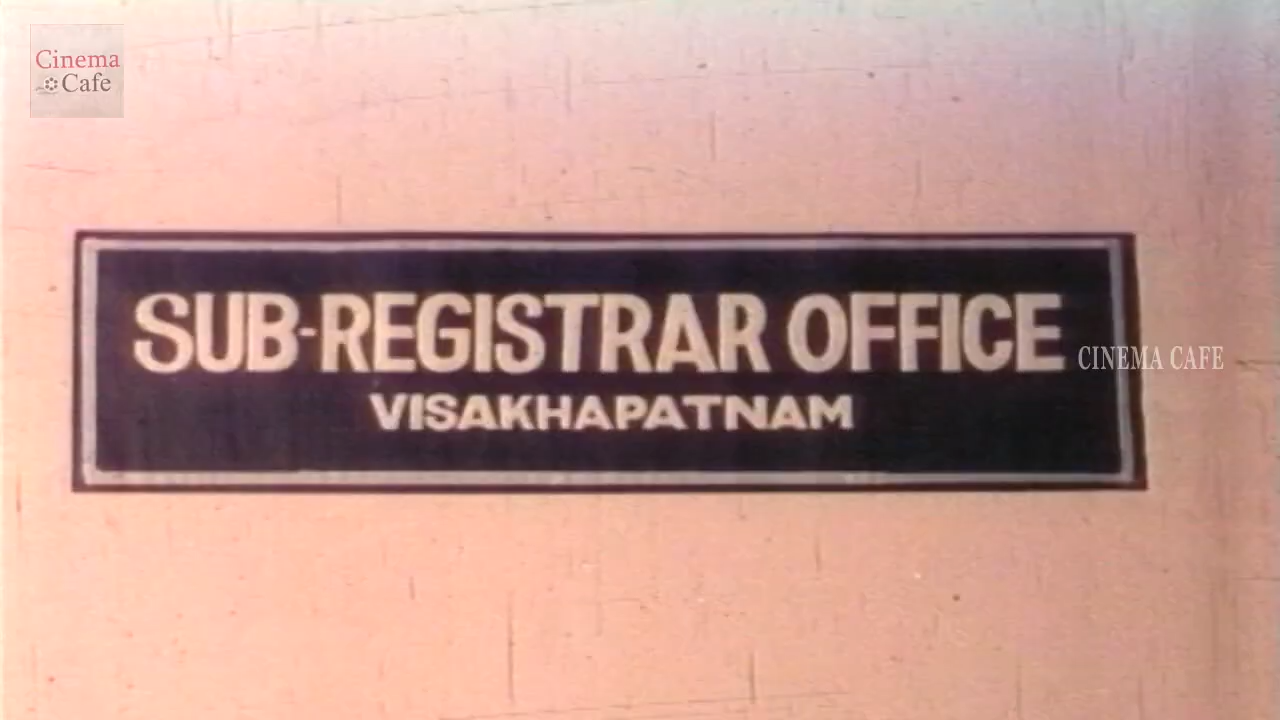 Cinema
Cafe
SUB-REGISTRAR OFFICE
CINEMA CAFE
VISAKHAPATNAM